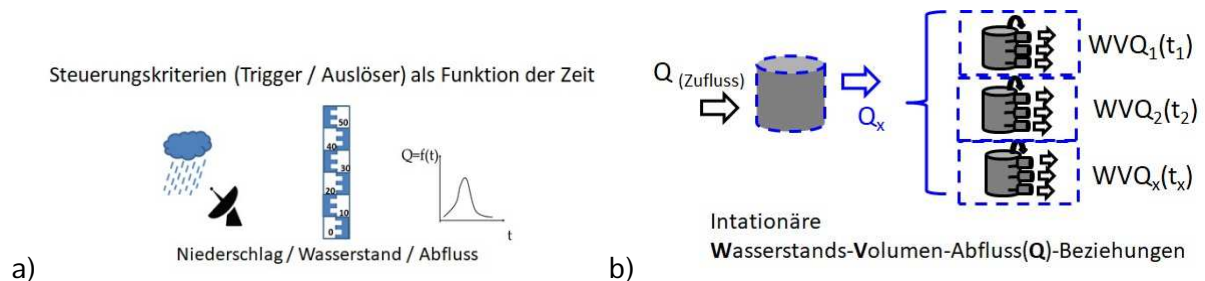 Steuerungskriterien (Trigger / Auslöser) als Funktion der Zeit
50
40
30
20
10
0
Q=f(t)
t
Niederschlag / Wasserstand / Abfluss
a)
Q (Zufluss)
Qx
WVQ1(t1)
WVQ2(t2)
WVQx(tx)
Intationäre
Wasserstands-Volumen-Abfluss(Q)-Beziehungen
b)